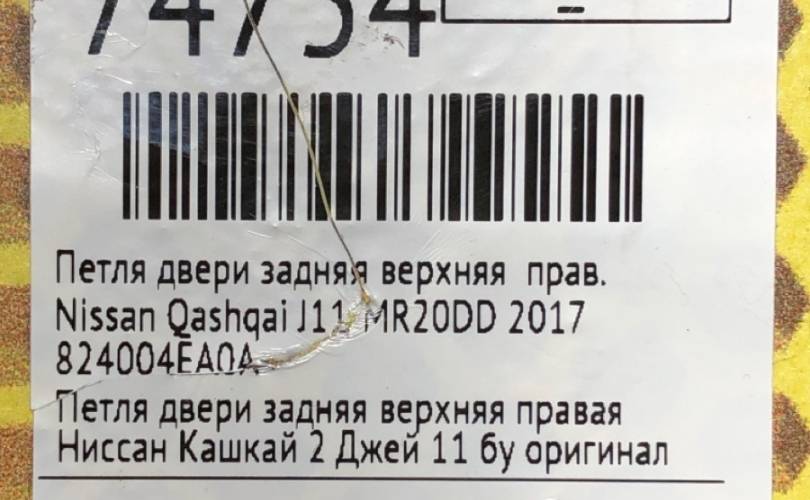 74754
Петля двери задняя верхняя прав.
Nissan Qashqai J11 MR20DD 2017
824004EA0A
Петля двери задняя верхняя правая
Ниссан Кашкай 2 Джей 11 бу оригинал